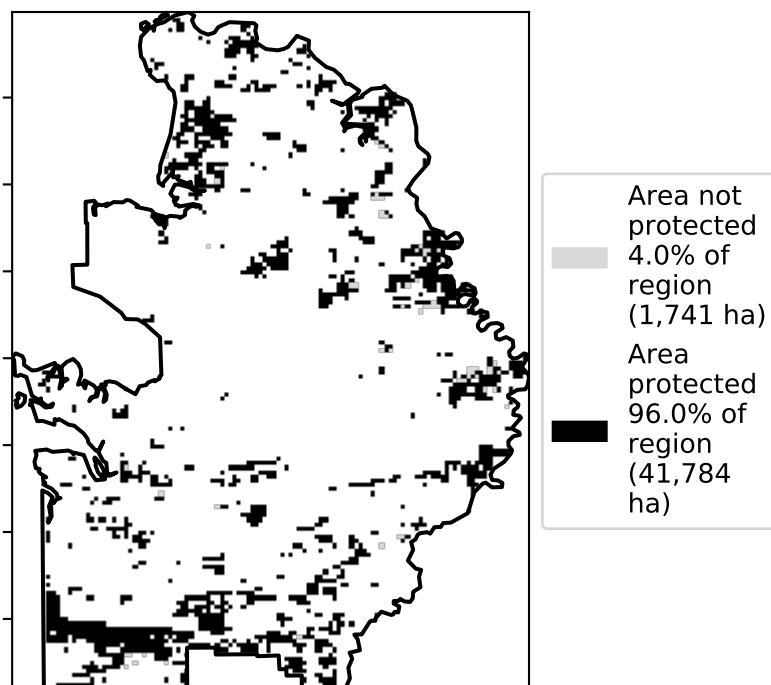 Area not
protected
4.0% of
region
(1,741 ha)
Area
protected
96.0% of
region
(41,784
ha)